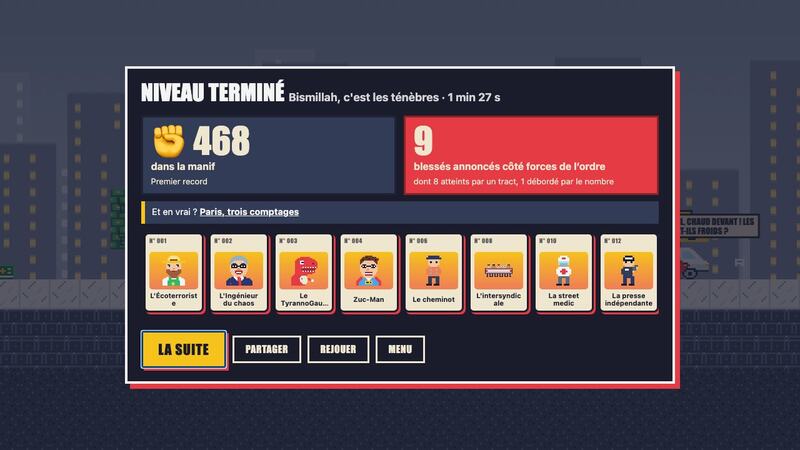 NIVEAU TERMINÉ Bismillah, c'est les ténèbres · 1 min 27 s
468
dans la manif
Premier record
9
blessés annoncés côté forces de l'ordre
dont 8 atteints par un tract, 1 débordé par le nombre
Et en vrai ? Paris, trois comptages
N° 001
L'Écoterrorist
e
N° 002
L'Ingénieur
du chaos
N° 003
Le
TyrannoGau...
N° 004
Zuc-Man
N° 006
Le cheminot
N° 008
L'intersyndic
ale
N° 010
La street
medic
N° 012
La presse
indépendante
CHAUD DEVANT ! LES
FROIDS ?
LA SUITE
PARTAGER
REJOUER
MENU